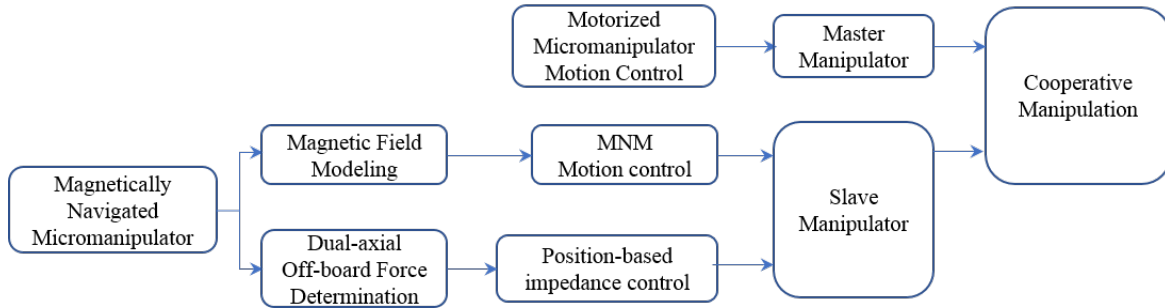 Motorized
Micromanipulator
Motion Control
Master
Manipulator
Cooperative
Manipulation
Magnetic Field
Modeling
MNM
Motion control
Magnetically
Navigated
Micromanipulator
Slave
Manipulator
Dual-axial
Off-board Force
Determination
Position-based
impedance control